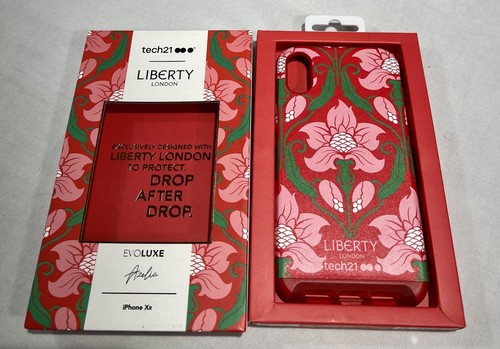 tech21
LIBERTY
LONDON
EXCLUSIVELY DESIGNED WITH
LIBERTY LONDON
TO PROTECT.
DROP
AFTER
DROP.
EVOLUXE
Azelia
iPhone XR
LIBERTY
LONDON
tech21